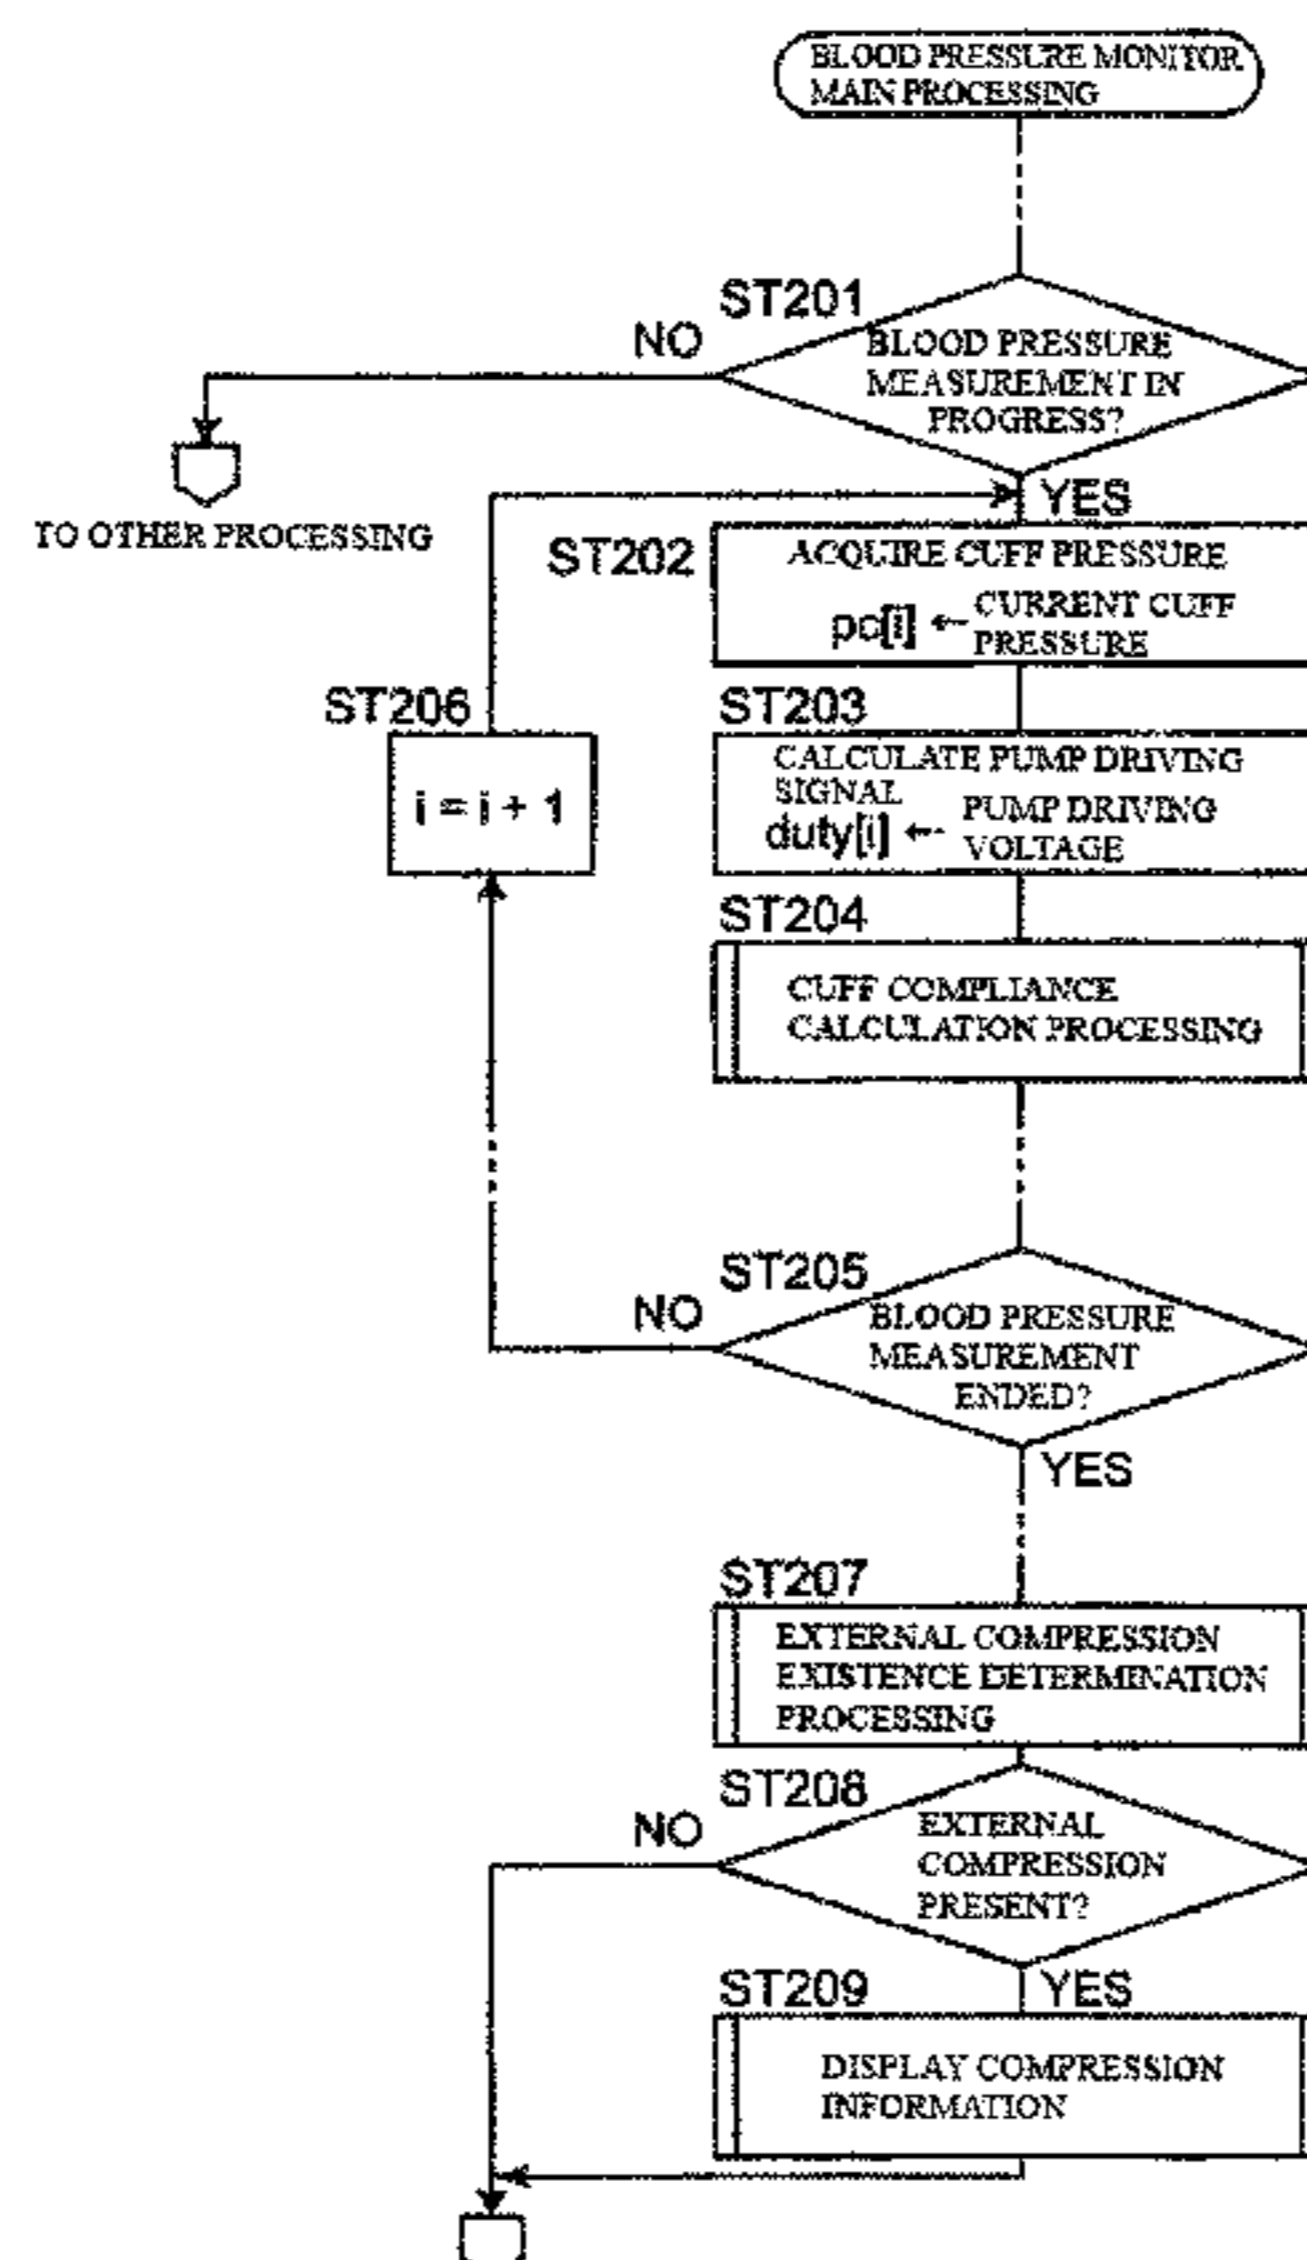 BLOOD PRESSURE MONITOR
MAIN PROCESSING
ST201
NO
BLOOD PRESSURE
MEASUREMENT IN
PROGRESS?
YES
TO OTHER PROCESSING
ST202
ACQUIRE CUFF PRESSURE
pc[i] ← CURRENT CUFF
PRESSURE
ST206
i = i + 1
ST203
CALCULATE PUMP DRIVING
SIGNAL
duty[i] ← PUMP DRIVING
VOLTAGE
ST204
CUFF COMPLIANCE
CALCULATION PROCESSING
ST205
NO
BLOOD PRESSURE
MEASUREMENT
ENDED?
YES
ST207
EXTERNAL COMPRESSION
EXISTENCE DETERMINATION
PROCESSING
ST208
NO
EXTERNAL
COMPRESSION
PRESENT?
YES
ST209
DISPLAY COMPRESSION
INFORMATION